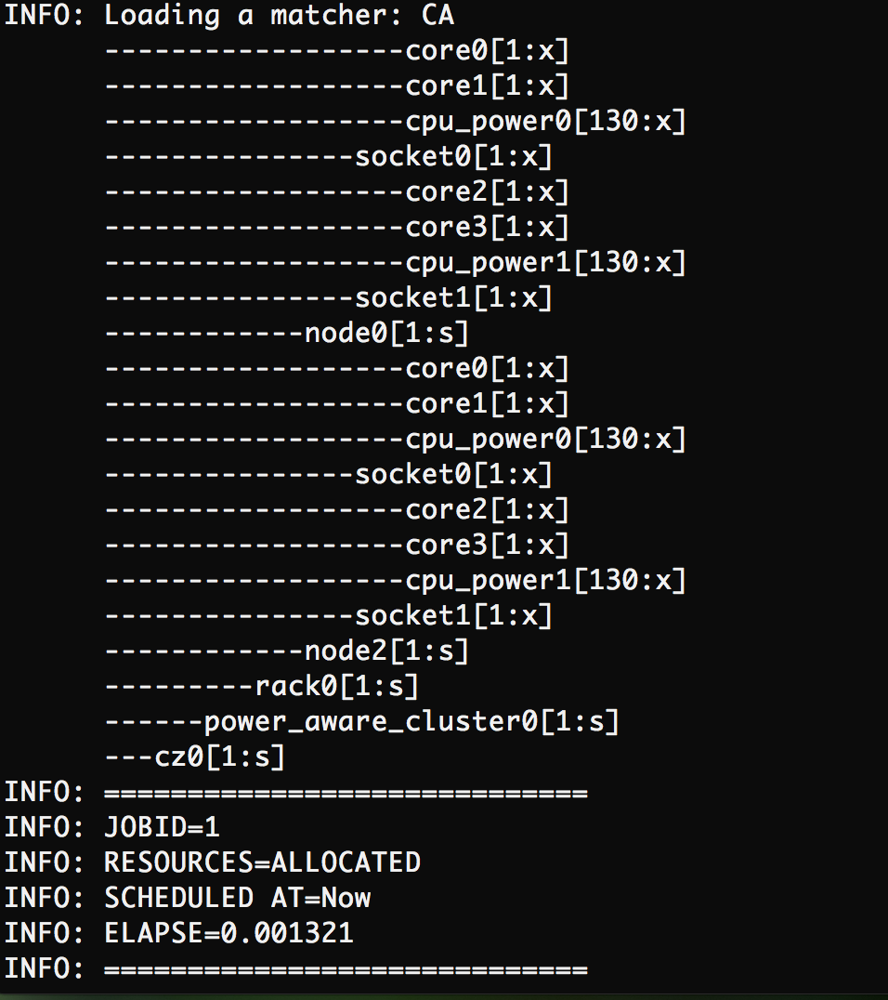 INFO: Loading a matcher: CA
      ------------------core0[1:x]
      ------------------core1[1:x]
      ------------------cpu_power0[130:x]
      ---------------socket0[1:x]
      ------------------core2[1:x]
      ------------------core3[1:x]
      ------------------cpu_power1[130:x]
      ---------------socket1[1:x]
      ------------node0[1:s]
      ------------------core0[1:x]
      ------------------core1[1:x]
      ------------------cpu_power0[130:x]
      ---------------socket0[1:x]
      ------------------core2[1:x]
      ------------------core3[1:x]
      ------------------cpu_power1[130:x]
      ---------------socket1[1:x]
      ------------node2[1:s]
      ---------rack0[1:s]
      ------power_aware_cluster0[1:s]
      ---cz0[1:s]
INFO: =============================
INFO: JOBID=1
INFO: RESOURCES=ALLOCATED
INFO: SCHEDULED AT=Now
INFO: ELAPSE=0.001321
INFO: =============================